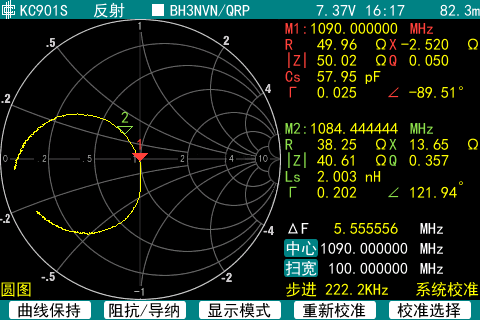 KC901S 反射 BH3NVN/QRP 7.37V 16:17 82.3m
M1:1090.000000 MHz
R 49.96 Ω X -2.520 Ω
|Z| 50.02 Ω Q 0.050
Cs 57.95 pF
Γ 0.025 ∠ -89.51°
M2:1084.444444 MHz
R 38.25 Ω X 13.65 Ω
|Z| 40.61 Ω Q 0.357
Ls 2.003 nH
Γ 0.202 ∠ 121.94°
ΔF 5.555556 MHz
中心 1090.000000 MHz
扫宽 100.000000 MHz
步进 222.2KHz 系统校准
1
.5
2
.2
4
2
1
0 .2 .5 1 2 4 10
-.2
-4
-.5
-2
-1
圆图
曲线保持 阻抗/导纳 显示模式 重新校准 校准选择